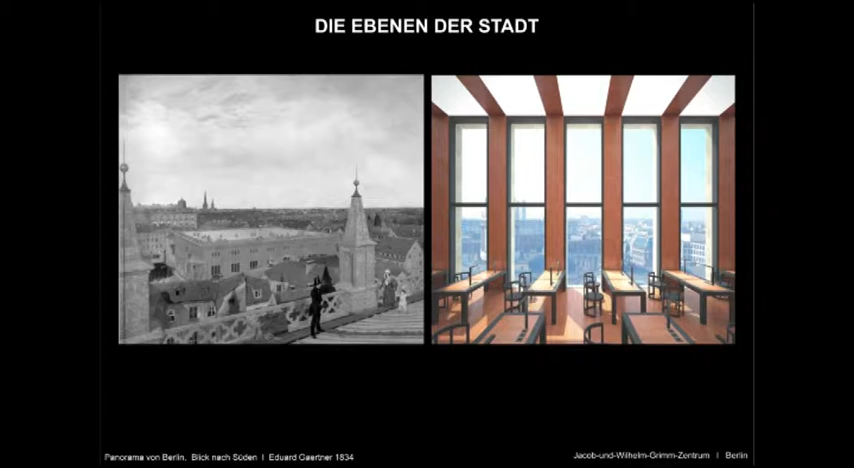 DIE EBENEN DER STADT
Panorama von Berlin, Blick nach Süden I Eduard Gaertner 1834
Jacob-und-Wilhelm-Grimm-Zentrum I Berlin